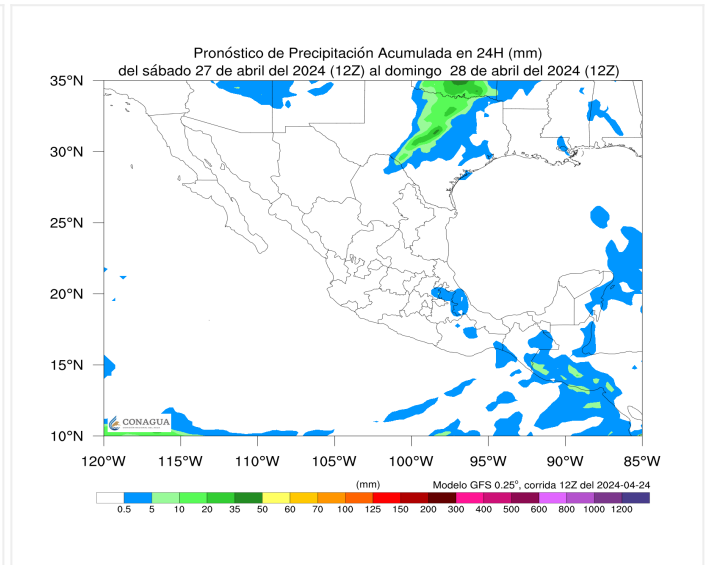 Pronóstico de Precipitación Acumulada en 24H (mm)
del sábado 27 de abril del 2024 (12Z) al domingo 28 de abril del 2024 (12Z)
35°N
30°N
25°N
20°N
15°N
10°N
CONAGUA
120°W 115°W 110°W 105°W 100°W 95°W 90°W 85°W
(mm) Modelo GFS 0.25°, corrida 12Z del 2024-04-24
0.5 5 10 20 35 50 60 70 100 125 150 200 300 400 500 600 800 1000 1200